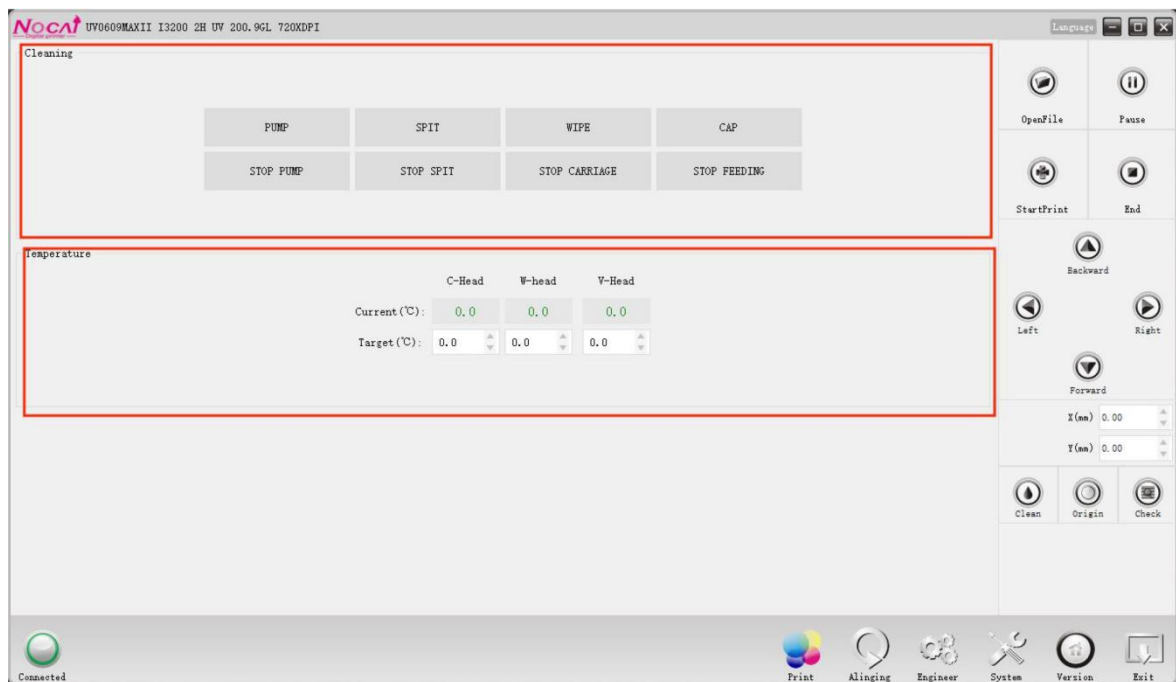 Nocai UV0609MAXII I3200 2H UV 200.9GL 720XDPI Language
Digital printer
Cleaning
PUMP SPIT WIPE CAP
STOP PUMP STOP SPIT STOP CARRIAGE STOP FEEDING
Temperature
C-Head W-head V-Head
Current(℃): 0.0 0.0 0.0
Target(℃): 0.0 0.0 0.0
OpenFile Pause
StartPrint End
Backward
Left Right
Forward
X(mm) 0.00
Y(mm) 0.00
Clean Origin Check
Connected Print Alinging Engineer System Version Exit